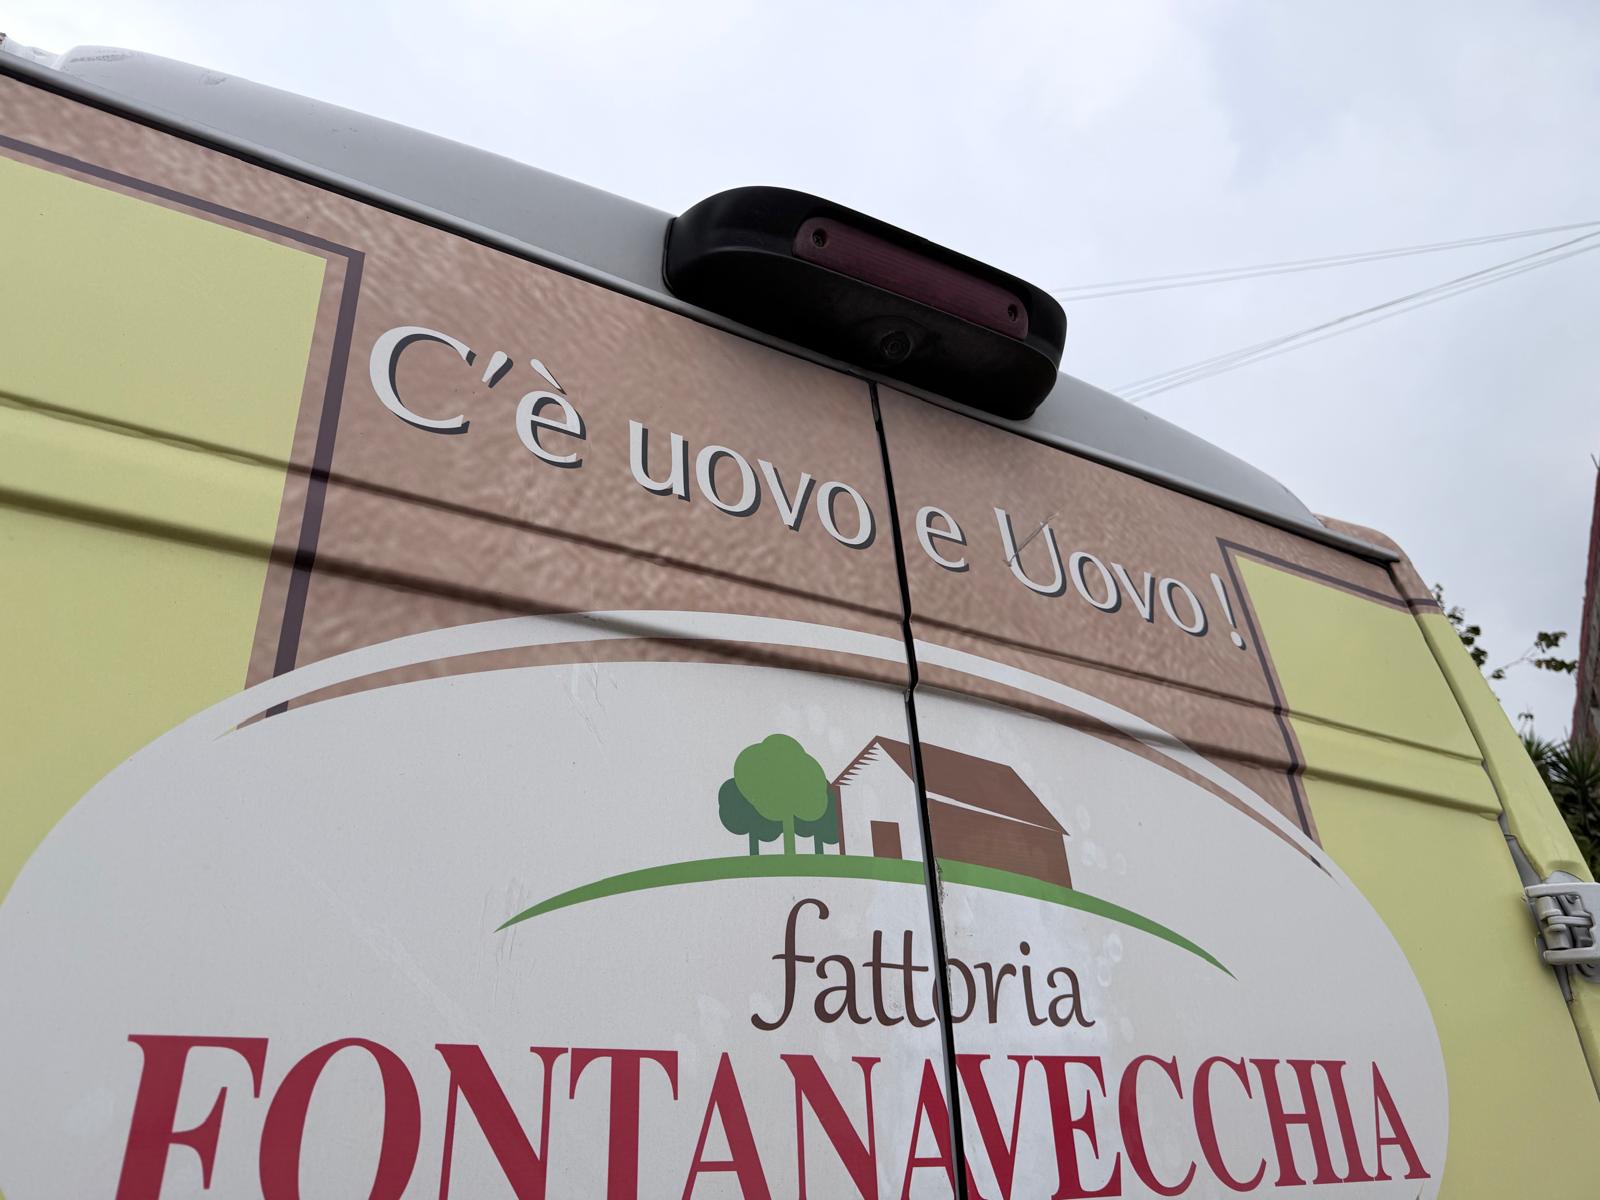 C'è uovo e Uovo!
fattoria
FONTANAVECCHIA